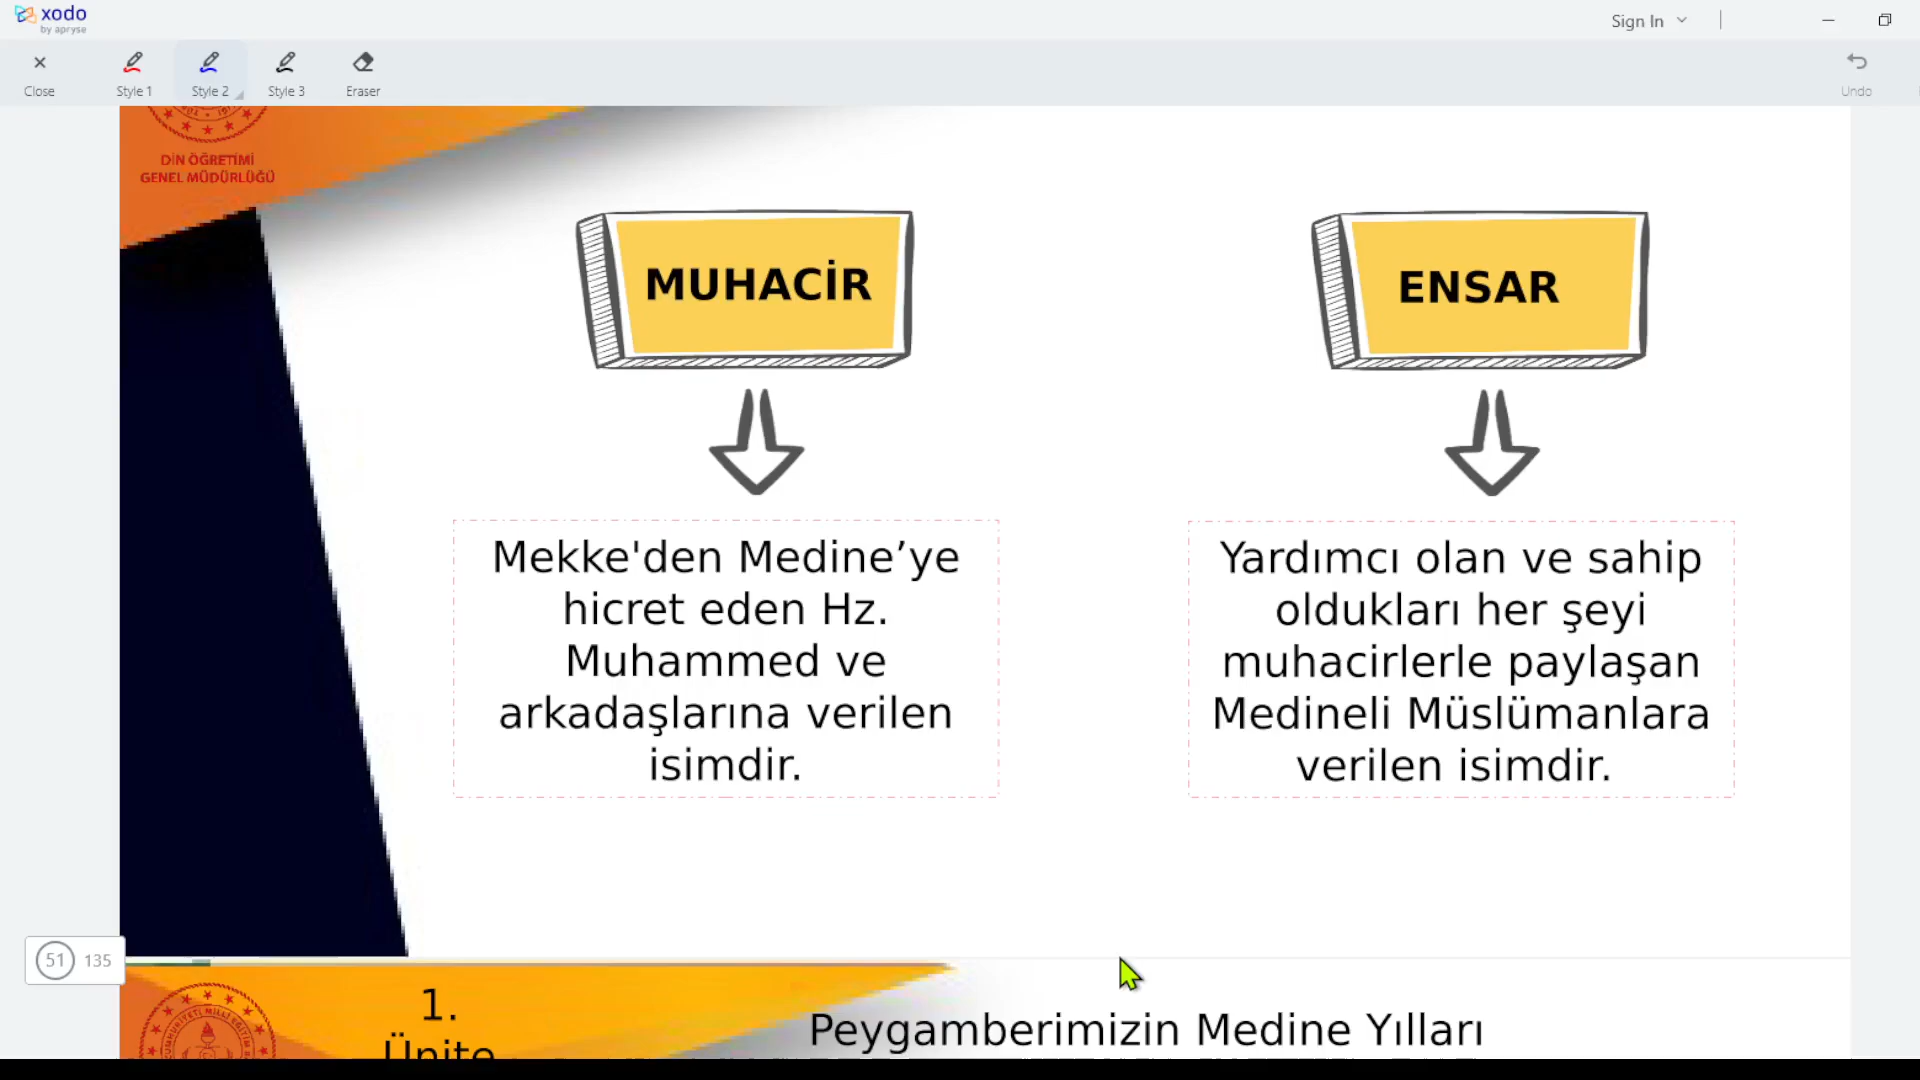 xodo
by apryse
Sign In
Close
Style 1
Style 2
Style 3
Eraser
Undo
DİN ÖĞRETİMİ
GENEL MÜDÜRLÜĞÜ
MUHACİR
ENSAR
Mekke'den Medine’ye
hicret eden Hz.
Muhammed ve
arkadaşlarına verilen
isimdir.
Yardımcı olan ve sahip
oldukları her şeyi
muhacirlerle paylaşan
Medineli Müslümanlara
verilen isimdir.
51 135
1.
Ünite
Peygamberimizin Medine Yılları